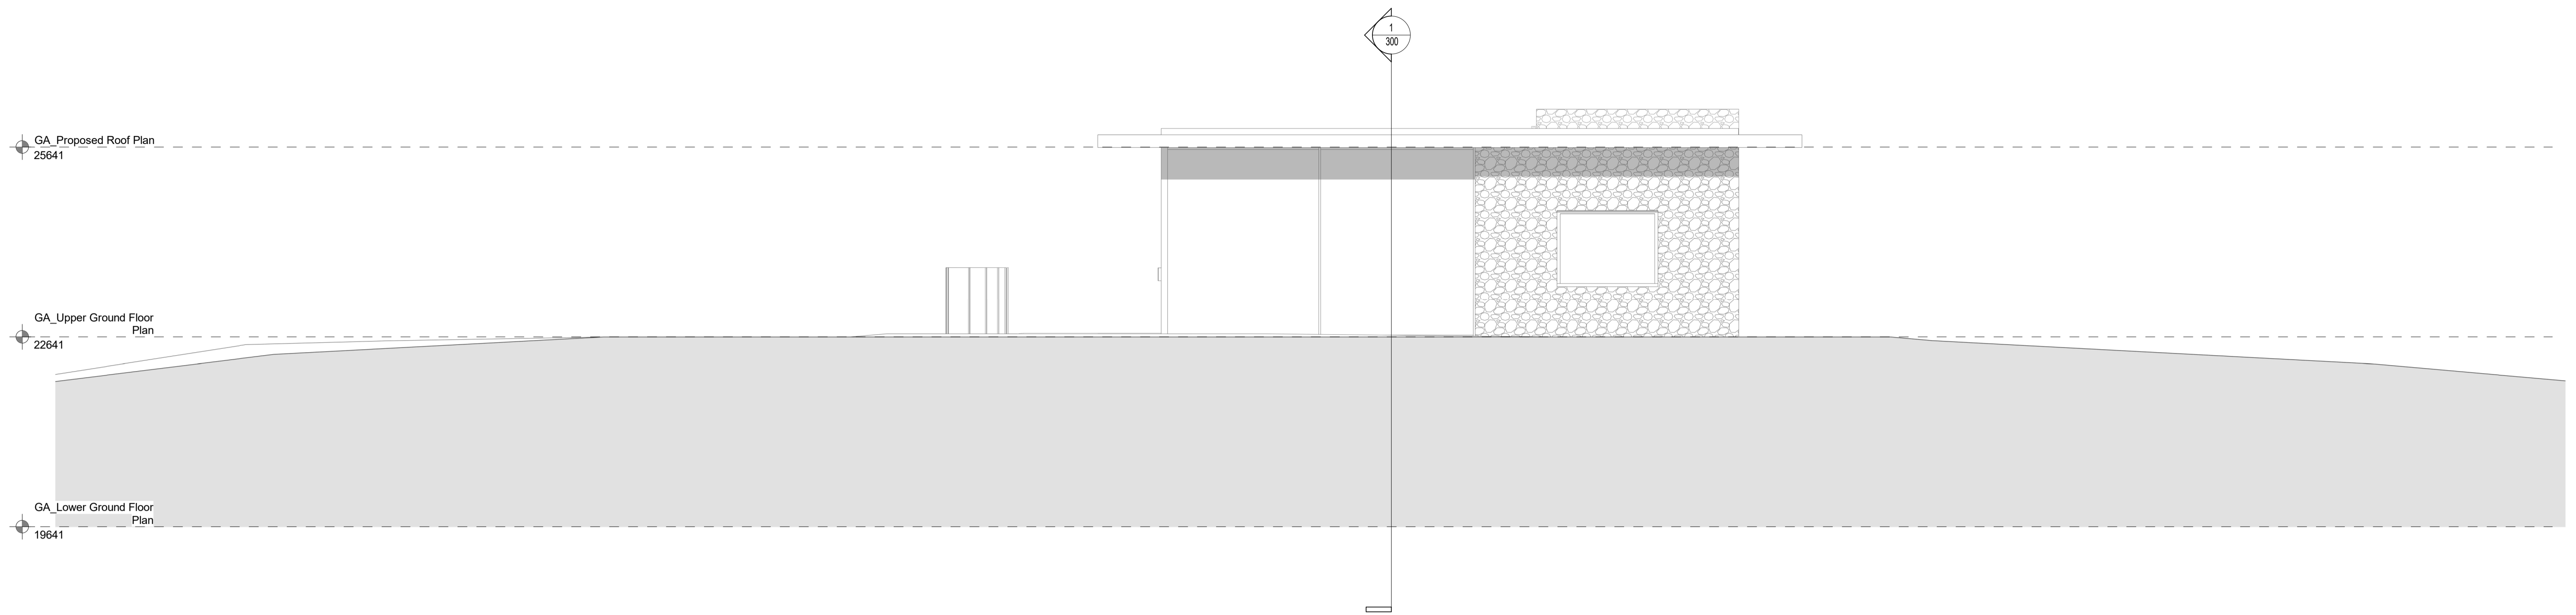 1
300
GA_Proposed Roof Plan
25641
GA_Upper Ground Floor
Plan
22641
GA_Lower Ground Floor
Plan
19641